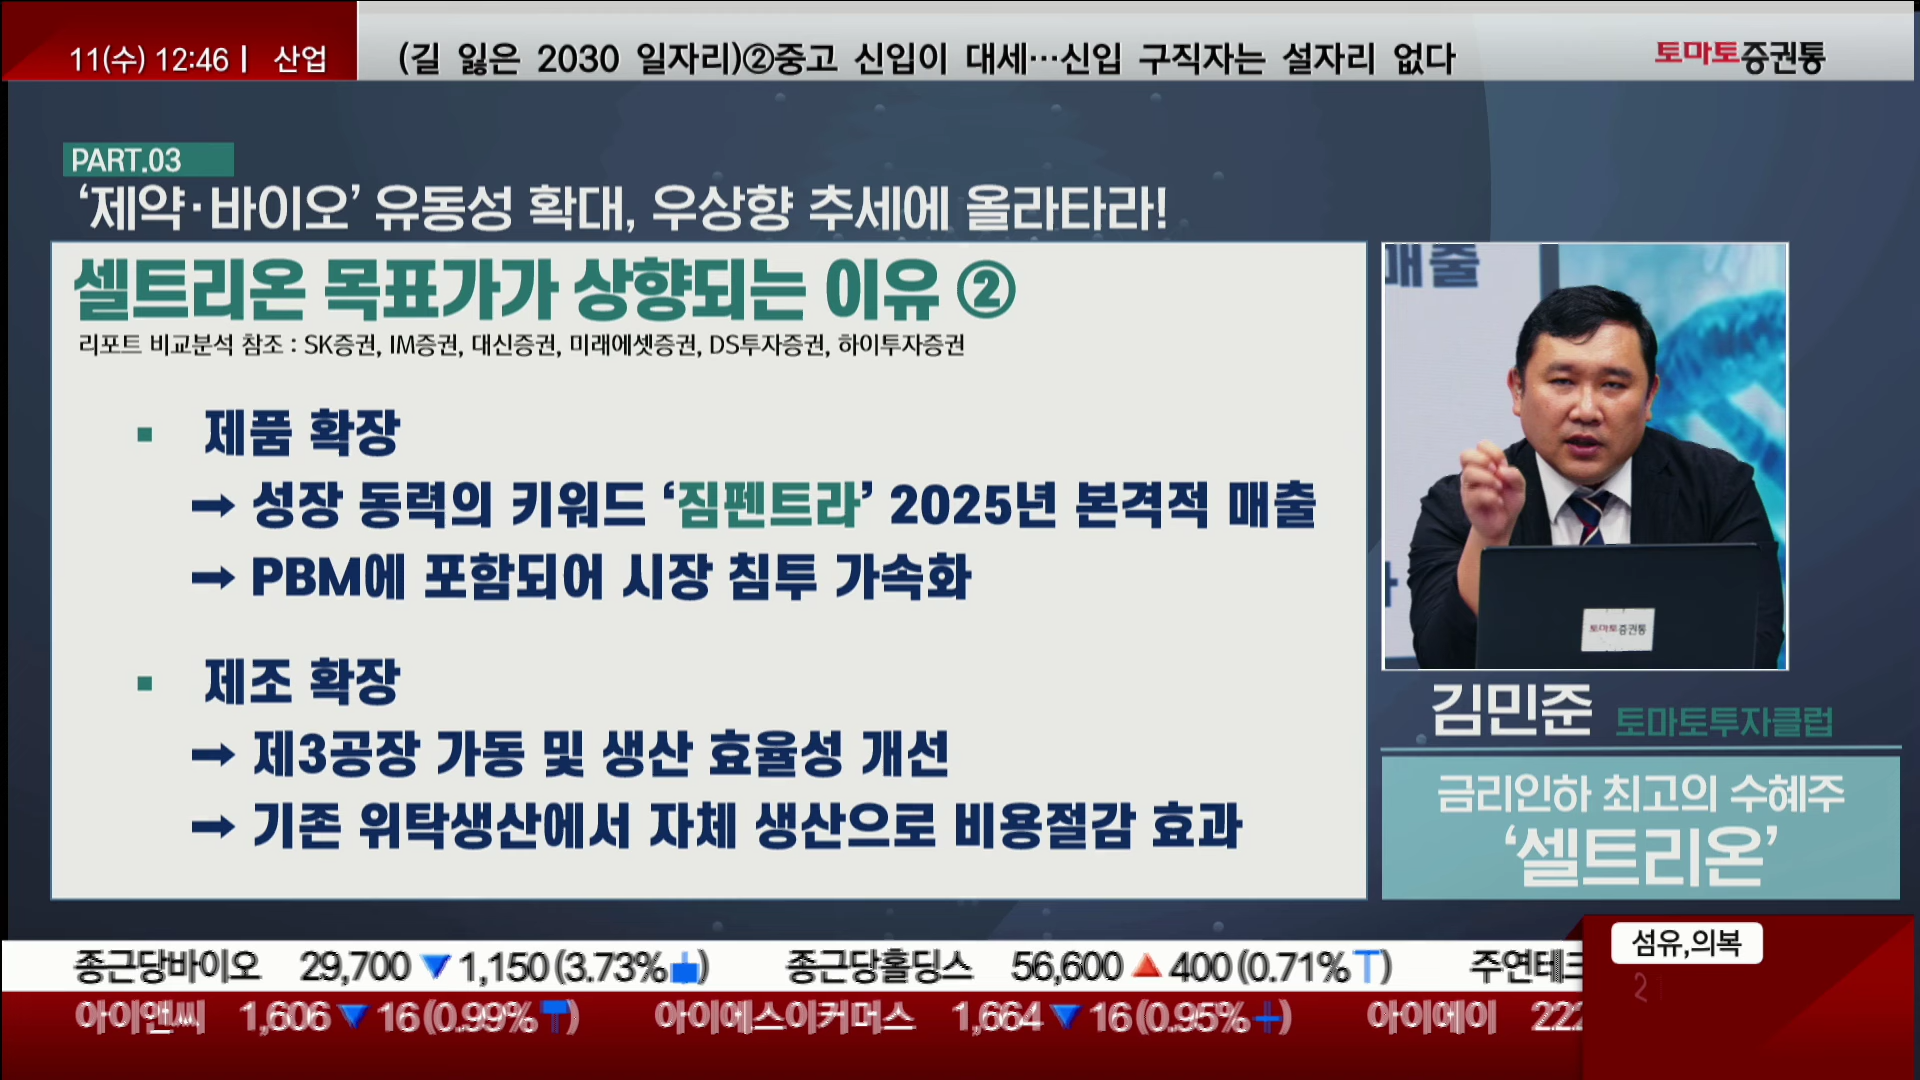 11(수) 12:46 | 산업
(길 잃은 2030 일자리)②중고 신입이 대세…신입 구직자는 설자리 없다
토마토증권통
PART.03
‘제약·바이오’ 유동성 확대, 우상향 추세에 올라타라!
셀트리온 목표가가 상향되는 이유 ②
리포트 비교분석 참조 : SK증권, IM증권, 대신증권, 미래에셋증권, DS투자증권, 하이투자증권
▪ 제품 확장
➡ 성장 동력의 키워드 ‘짐펜트라’ 2025년 본격적 매출
➡ PBM에 포함되어 시장 침투 가속화
▪ 제조 확장
➡ 제3공장 가동 및 생산 효율성 개선
➡ 기존 위탁생산에서 자체 생산으로 비용절감 효과
매출
토마토증권통
김민준 토마토투자클럽
금리인하 최고의 수혜주
‘셀트리온’
종근당바이오 29,700 ▼ 1,150 (3.73%) 종근당홀딩스 56,600 ▲ 400 (0.71%) 주연테크
섬유,의복
2
아이앤씨 1,606 ▼ 16 (0.99%) 아이에스이커머스 1,664 ▼ 16 (0.95%) 아이에이 222